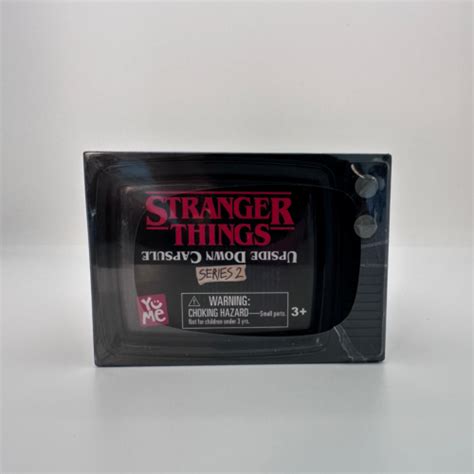 STRANGER
THINGS
UPSIDE DOWN CAPSULE
SERIES 2
YuMe
WARNING:
CHOKING HAZARD—Small parts.
Not for children under 3 yrs.
3+